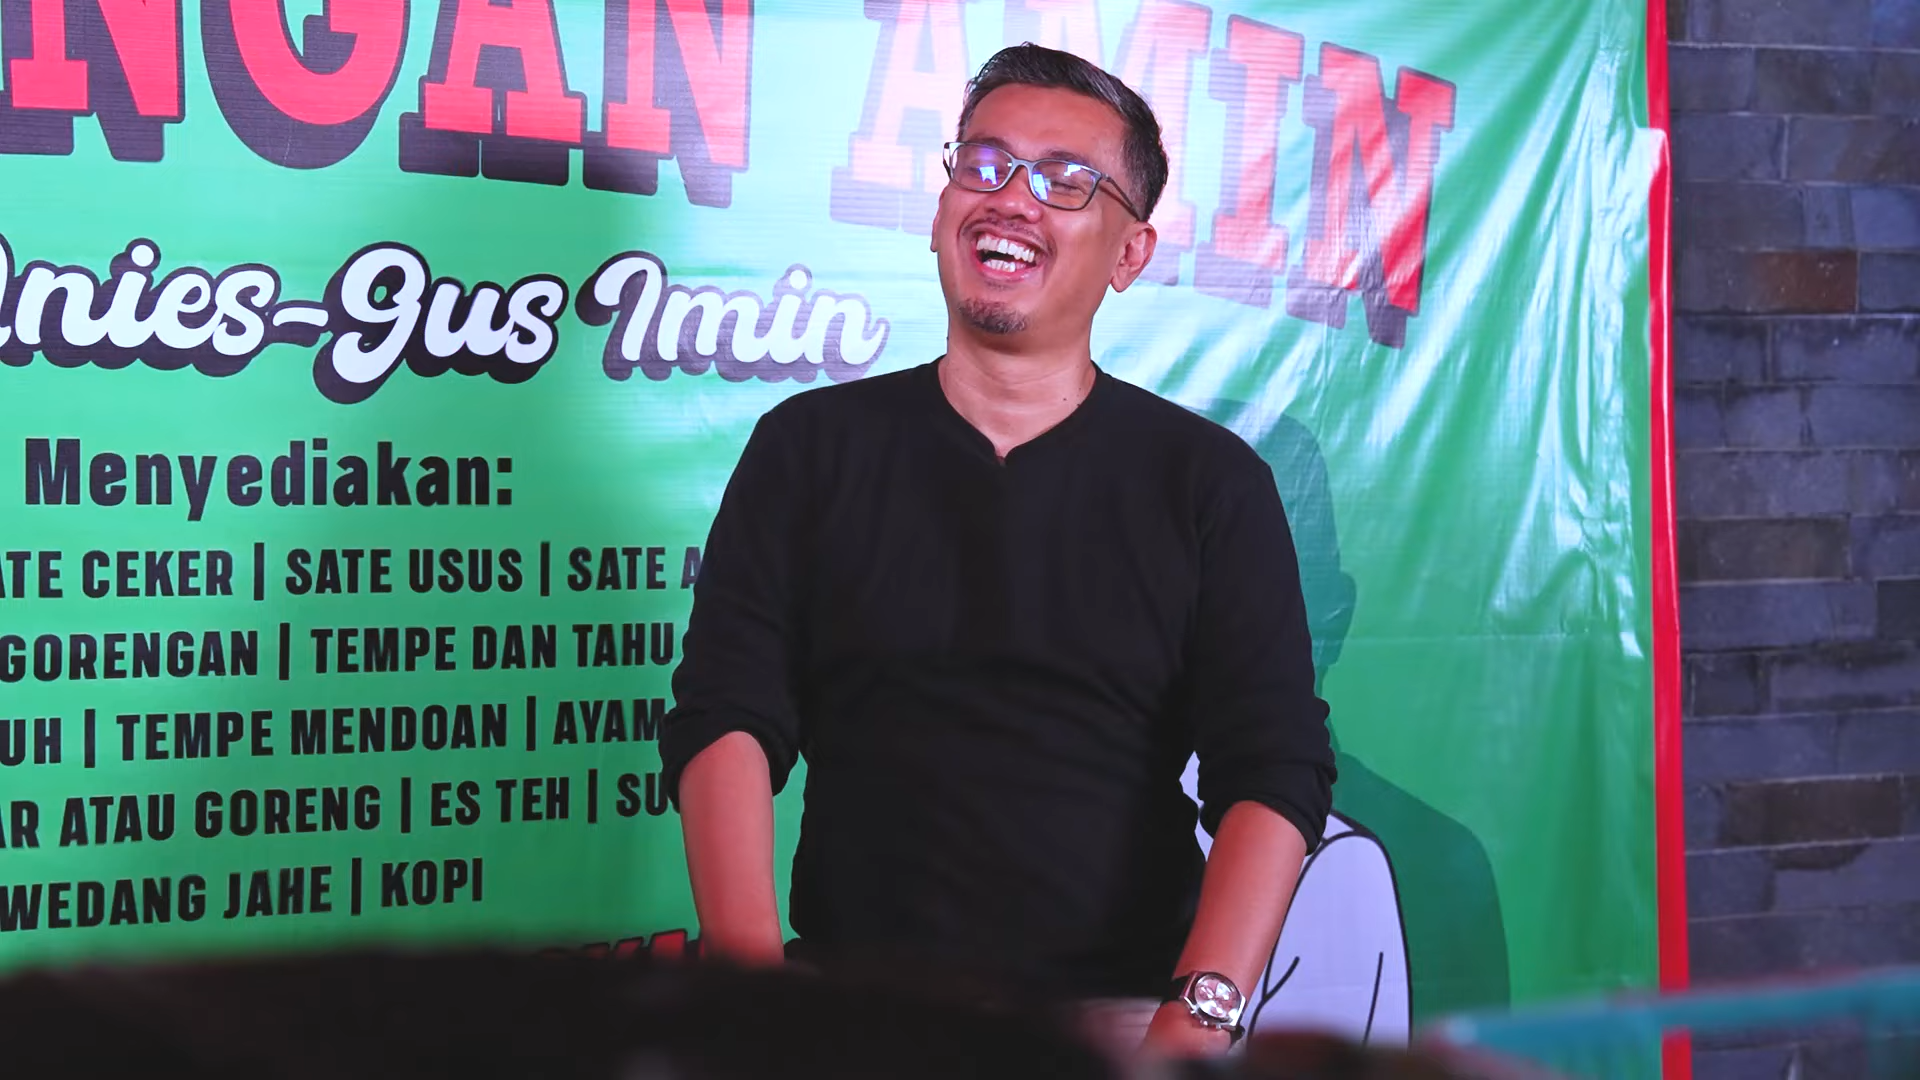 NGAN AMIN
Anies-Gus Imin
Menyediakan:
ATE CEKER | SATE USUS | SATE A
GORENGAN | TEMPE DAN TAHU
UH | TEMPE MENDOAN | AYAM
AR ATAU GORENG | ES TEH | SU
WEDANG JAHE | KOPI